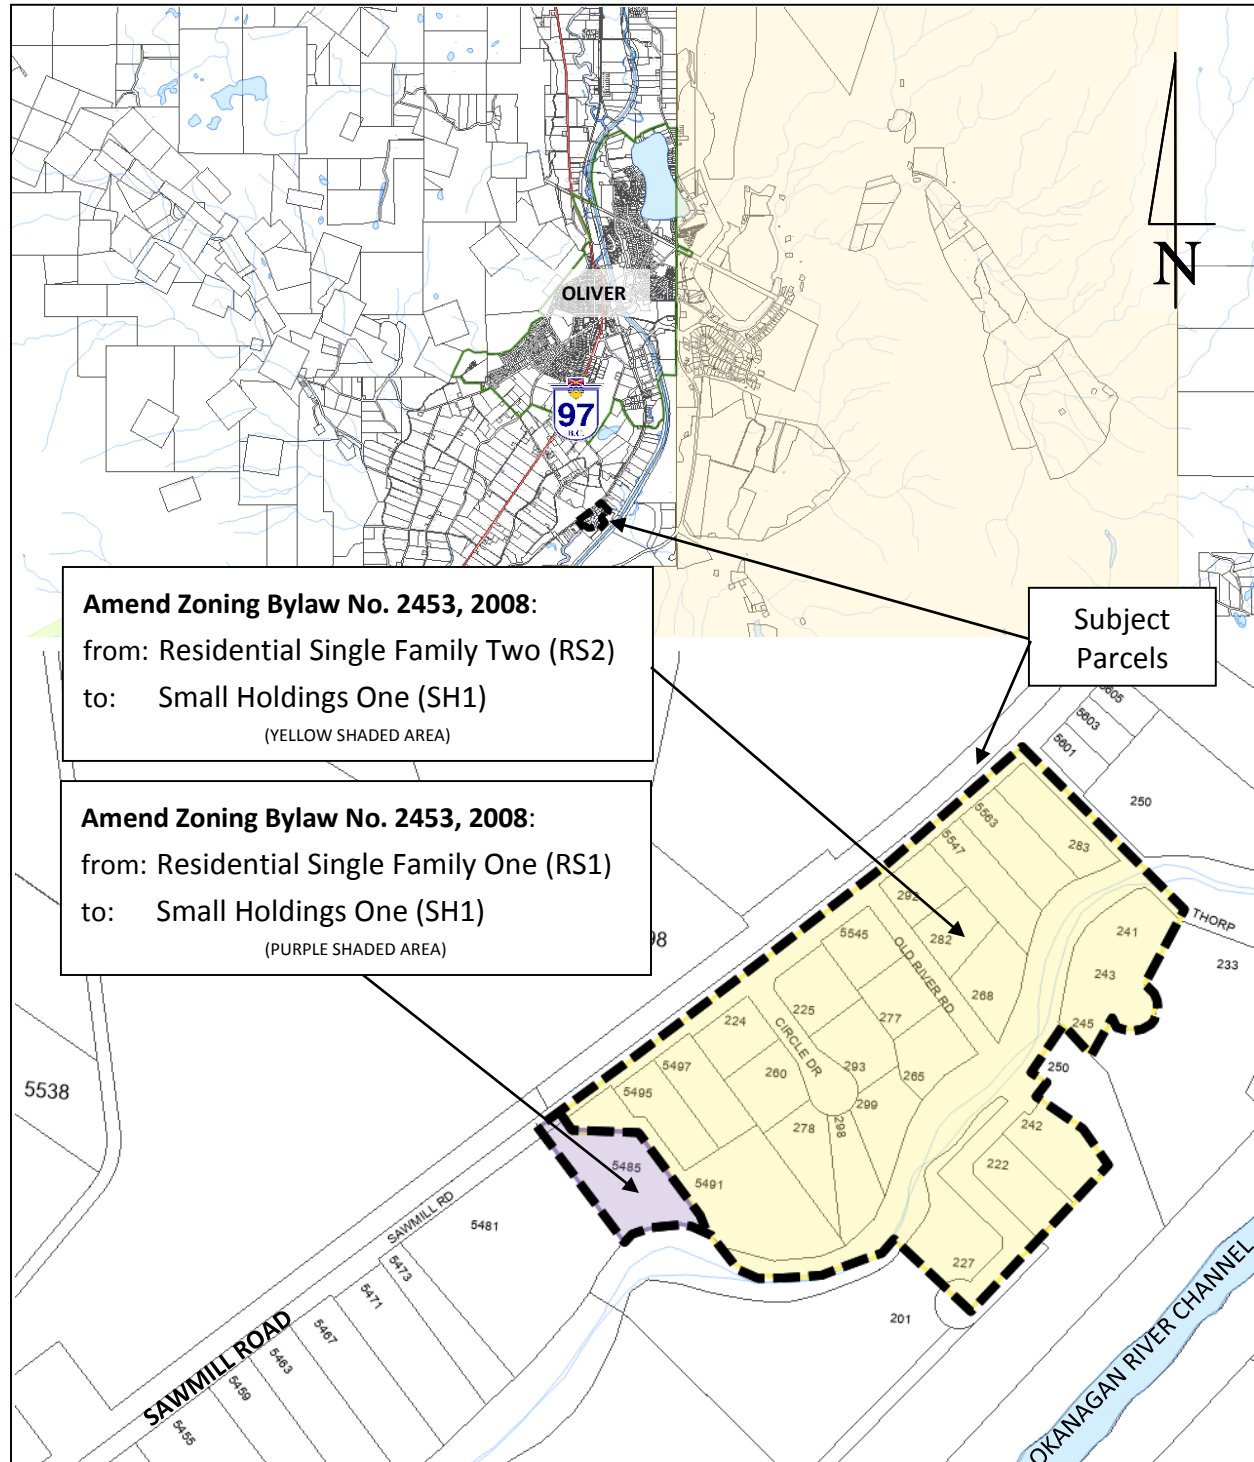 OLIVER
97
B.C.
N
Amend Zoning Bylaw No. 2453, 2008:
from: Residential Single Family Two (RS2)
to: Small Holdings One (SH1)
(YELLOW SHADED AREA)
Subject
Parcels
Amend Zoning Bylaw No. 2453, 2008:
from: Residential Single Family One (RS1)
to: Small Holdings One (SH1)
(PURPLE SHADED AREA)
5605
5603
5601
250
5563
283
5547
292
282
5545
OLD RIVER RD
268
241
THORP
233
243
245
250
225
224
277
CIRCLE DR
293
265
260
299
298
278
5497
5495
5491
5485
242
222
227
201
98
5538
SAWMILL RD
5481
5473
5471
5467
5463
5459
5455
SAWMILL ROAD
OKANAGAN RIVER CHANNEL